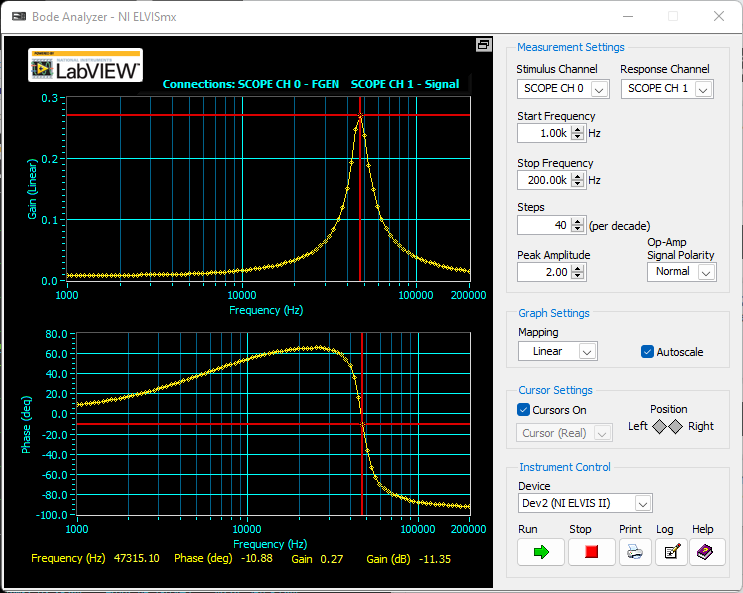 Bode Analyzer - NI ELVISmx
POWERED BY
NATIONAL INSTRUMENTS
LabVIEW™
Connections: SCOPE CH 0 - FGEN SCOPE CH 1 - Signal
0.3
0.2
0.1
0.0
Gain (Linear)
1000 10000 100000 200000
Frequency (Hz)
80.0
60.0
40.0
20.0
0.0
-20.0
-40.0
-60.0
-80.0
-100.0
Phase (deg)
1000 10000 100000 200000
Frequency (Hz)
Frequency (Hz) 47315.10 Phase (deg) -10.88 Gain 0.27 Gain (dB) -11.35
Measurement Settings
Stimulus Channel Response Channel
SCOPE CH 0 SCOPE CH 1
Start Frequency
1.00k Hz
Stop Frequency
200.00k Hz
Steps
40 (per decade)
Peak Amplitude
2.00
Op-Amp
Signal Polarity
Normal
Graph Settings
Mapping
Linear Autoscale
Cursor Settings
Cursors On
Cursor (Real)
Position
Left Right
Instrument Control
Device
Dev2 (NI ELVIS II)
Run Stop Print Log Help